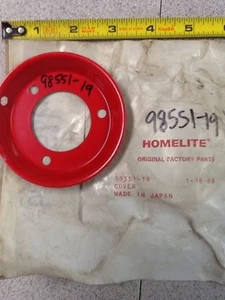 1 2 3 4 5
98551-19
98551-19
HOMELITE
ORIGINAL FACTORY PARTS
98551-19
COVER
MADE IN JAPAN